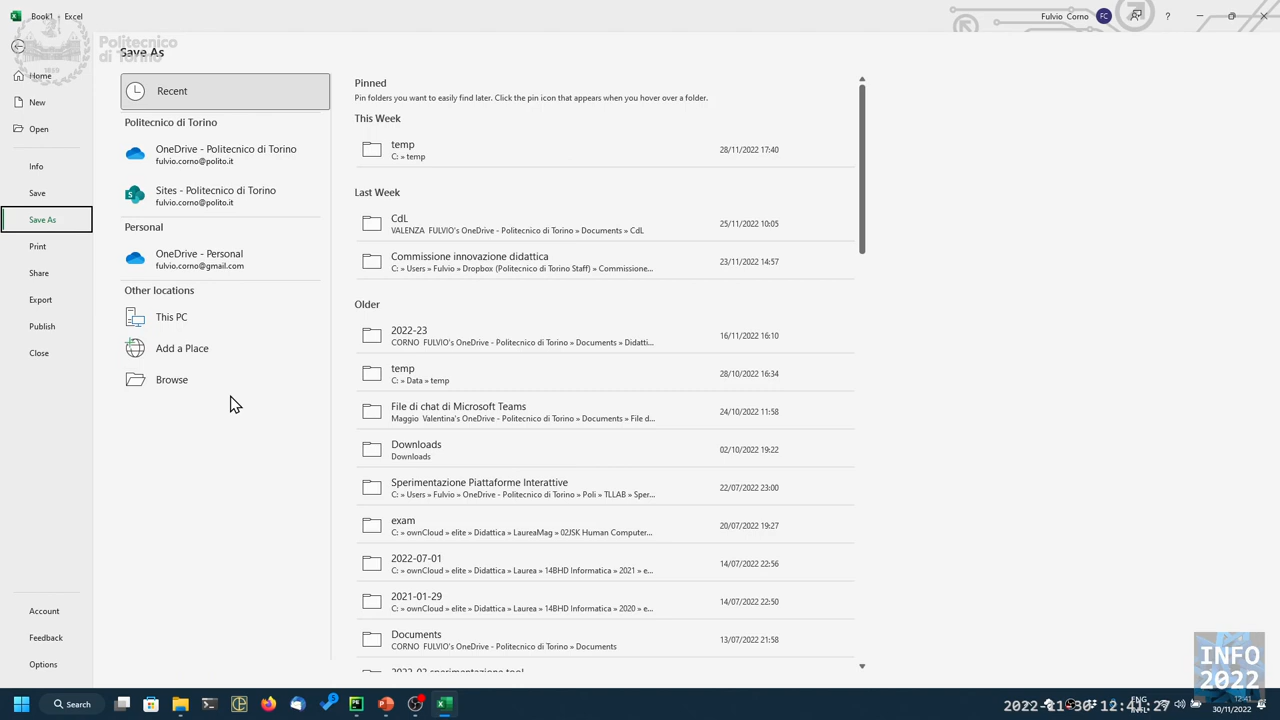 Book1 - Excel
Fulvio Corno
FC
?
Politecnico
di Torino
1859
Save As
Home
New
Open
Info
Save
Save As
Print
Share
Export
Publish
Close
Account
Feedback
Options
Recent
Politecnico di Torino
OneDrive - Politecnico di Torino
fulvio.corno@polito.it
Sites - Politecnico di Torino
fulvio.corno@polito.it
Personal
OneDrive - Personal
fulvio.corno@gmail.com
Other locations
This PC
Add a Place
Browse
Pinned
Pin folders you want to easily find later. Click the pin icon that appears when you hover over a folder.
This Week
temp 28/11/2022 17:40
C: » temp
Last Week
CdL 25/11/2022 10:05
VALENZA FULVIO's OneDrive - Politecnico di Torino » Documents » CdL
Commissione innovazione didattica 23/11/2022 14:57
C: » Users » Fulvio » Dropbox (Politecnico di Torino Staff) » Commissione...
Older
2022-23 16/11/2022 16:10
CORNO FULVIO's OneDrive - Politecnico di Torino » Documents » Didatti...
temp 28/10/2022 16:34
C: » Data » temp
File di chat di Microsoft Teams 24/10/2022 11:58
Maggio Valentina's OneDrive - Politecnico di Torino » Documents » File d...
Downloads 02/10/2022 19:22
Downloads
Sperimentazione Piattaforme Interattive 22/07/2022 23:00
C: » Users » Fulvio » OneDrive - Politecnico di Torino » Poli » TLLAB » Sper...
exam 20/07/2022 19:27
C: » ownCloud » elite » Didattica » LaureaMag » 02JSK Human Computer...
2022-07-01 14/07/2022 22:56
C: » ownCloud » elite » Didattica » Laurea » 14BHD Informatica » 2021 » e...
2021-01-29 14/07/2022 22:50
C: » ownCloud » elite » Didattica » Laurea » 14BHD Informatica » 2020 » e...
Documents 13/07/2022 21:58
CORNO FULVIO's OneDrive - Politecnico di Torino » Documents
INFO
2022
Search
ENG
INTL
12:41
30/11/2022